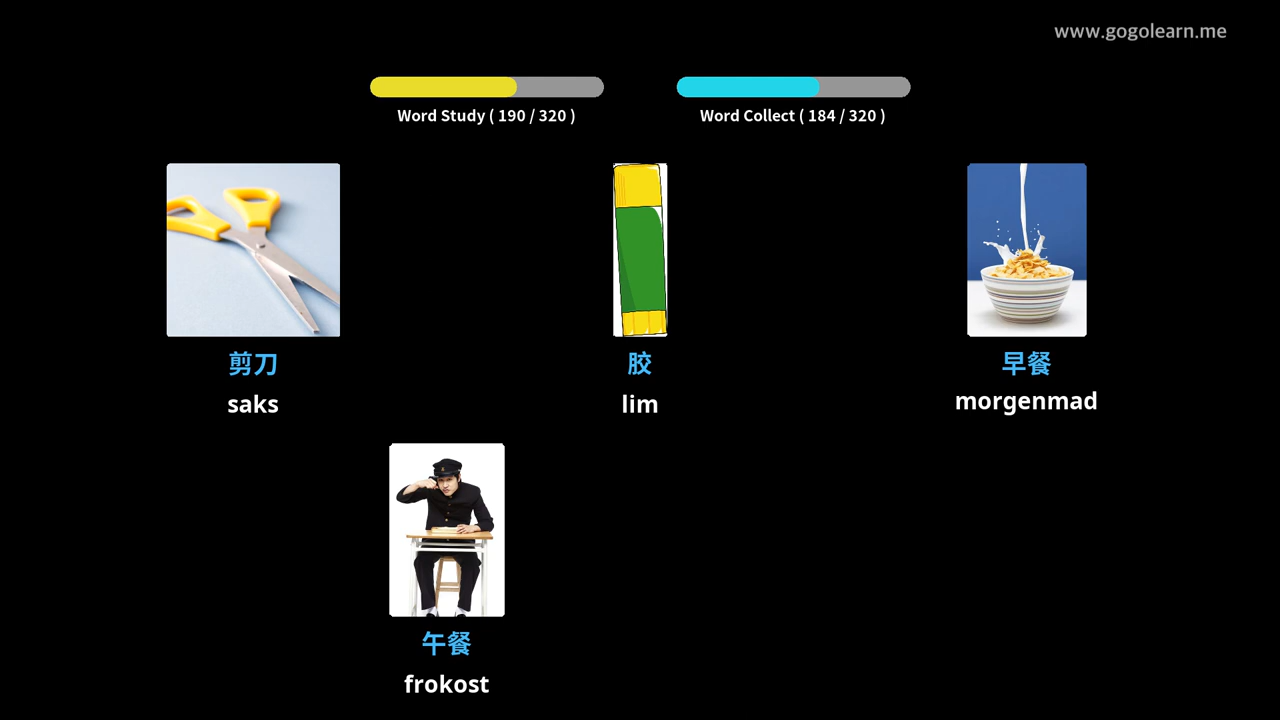 www.gogolearn.me
Word Study ( 190 / 320 )
Word Collect ( 184 / 320 )
剪刀
saks
胶
lim
早餐
morgenmad
午餐
frokost